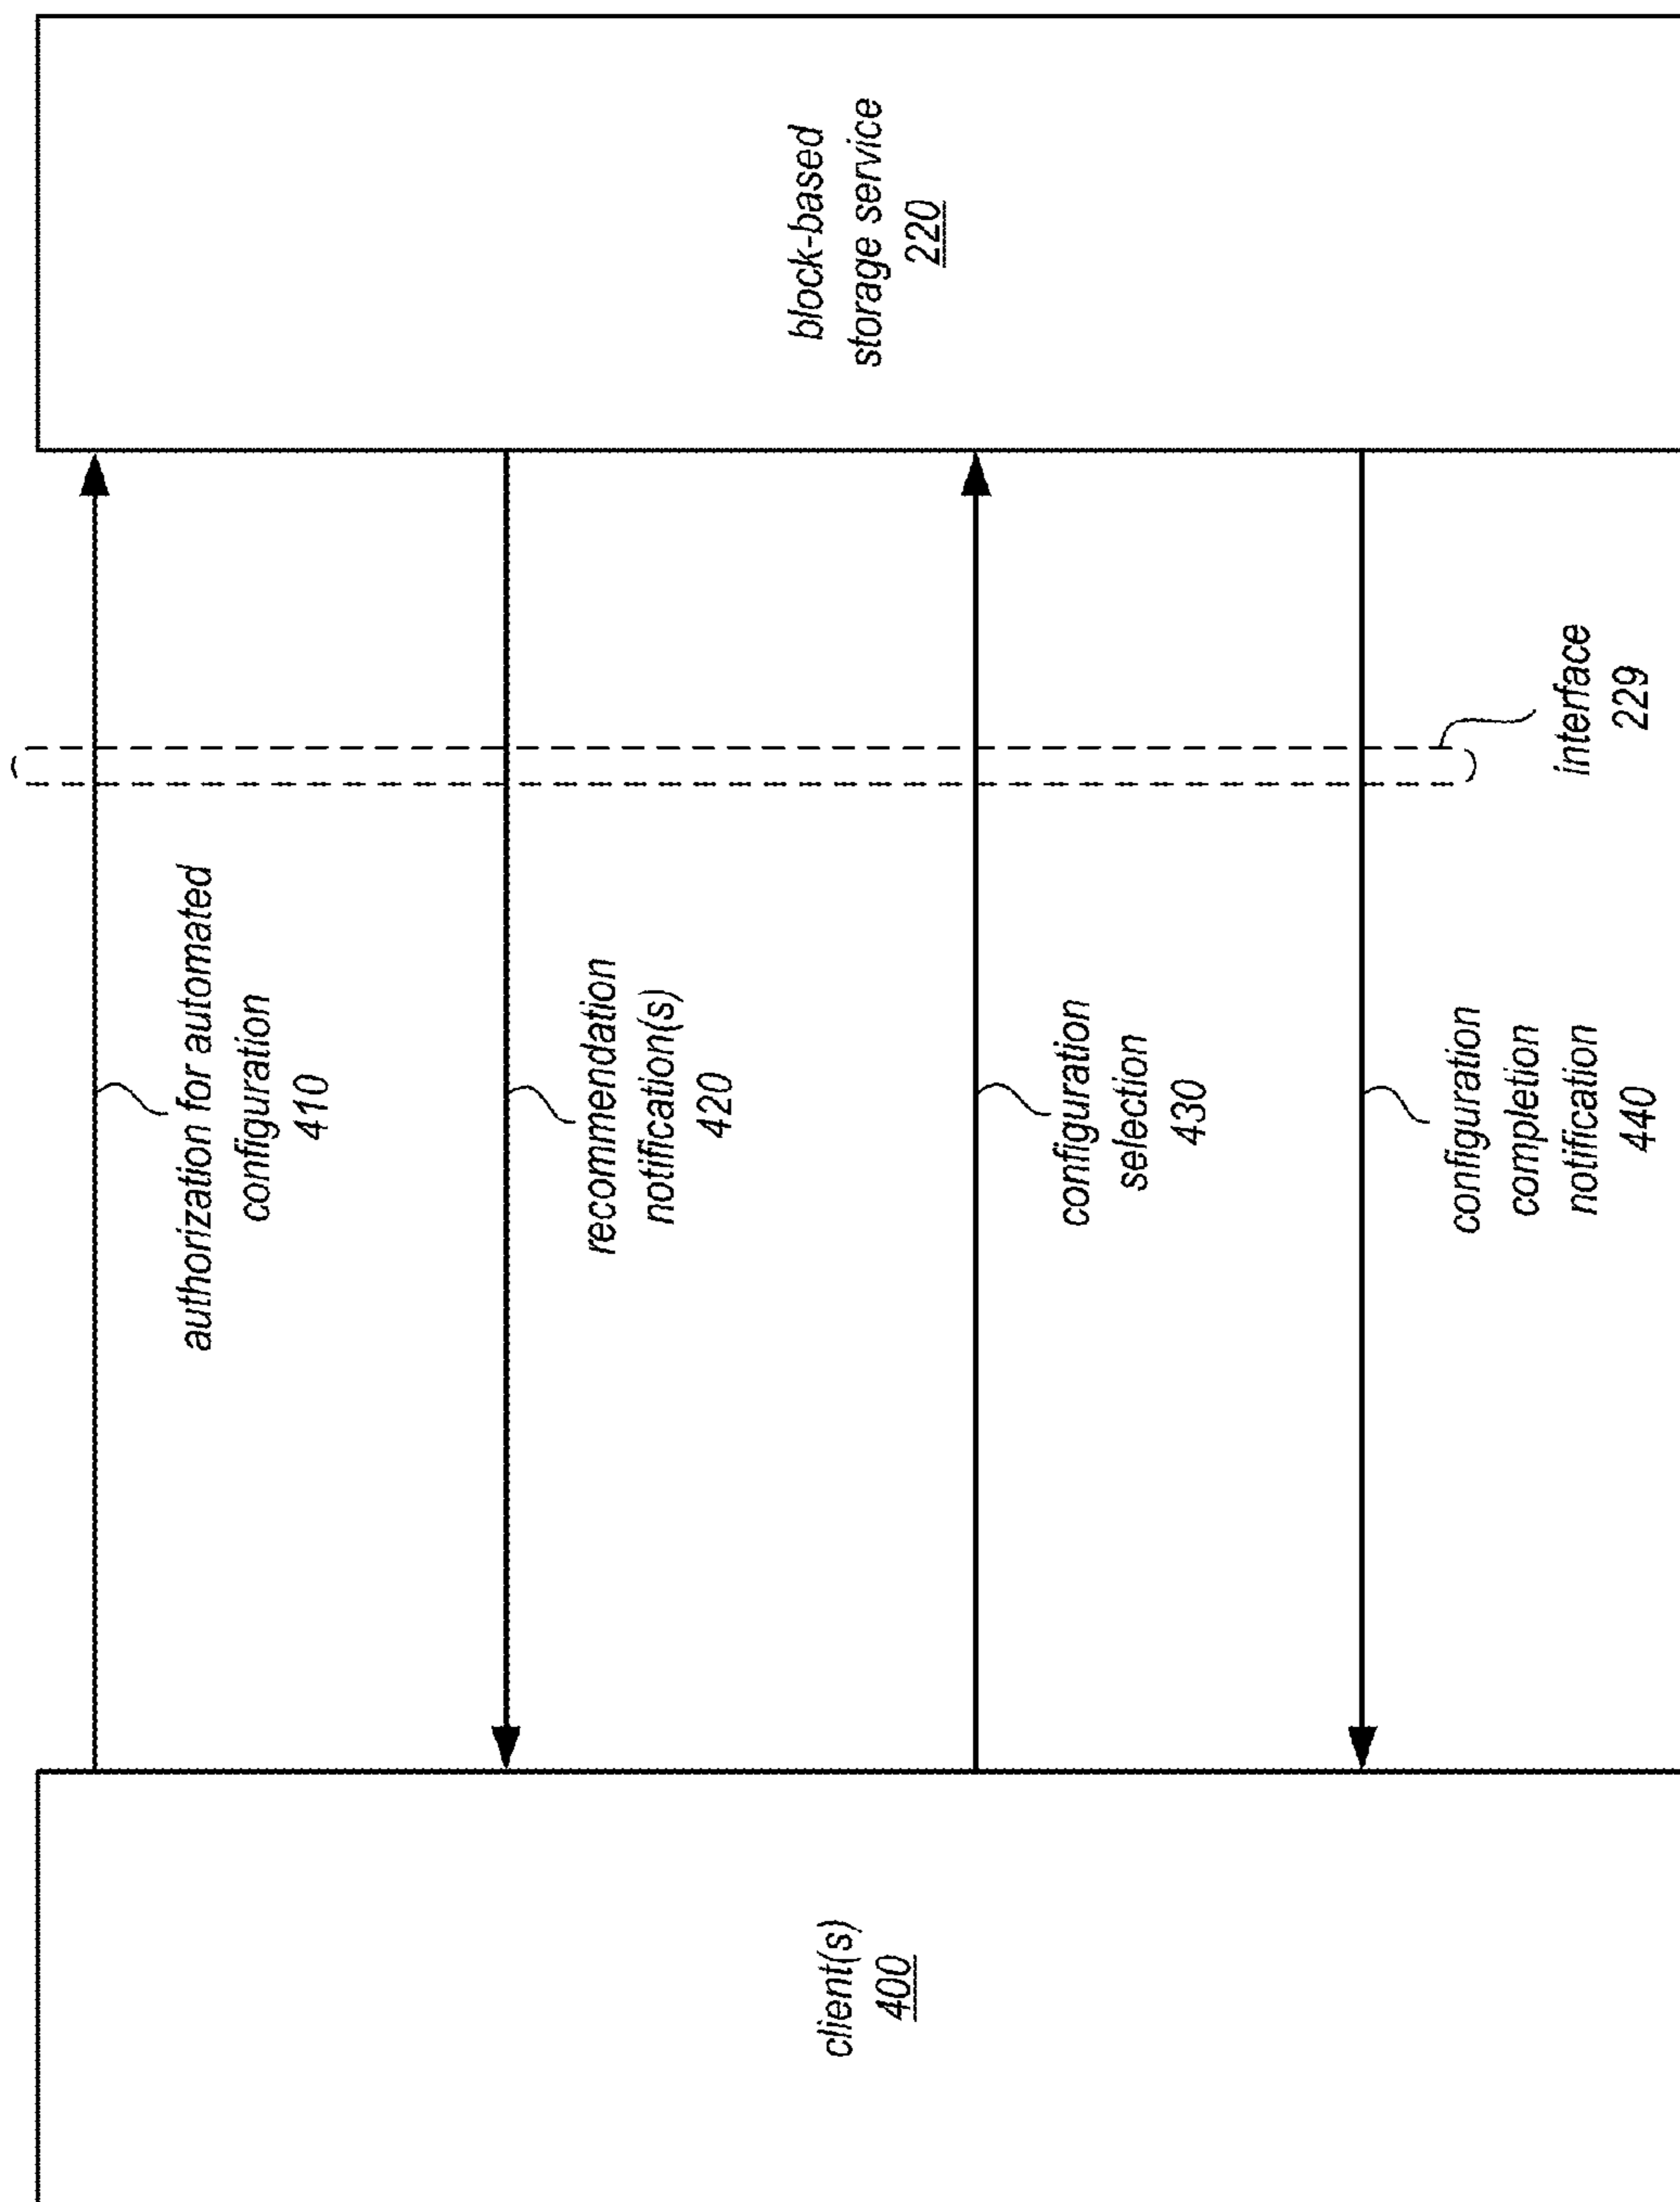 client(s)
400
block-based
storage service
220
authorization for automated
configuration
410
recommendation
notification(s)
420
configuration
selection
430
configuration
completion
notification
440
interface
229